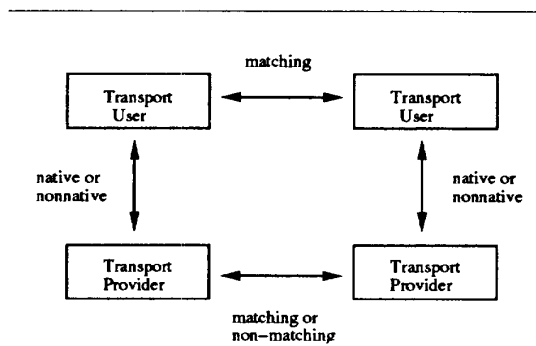 matching
Transport
User
Transport
User
native or
nonnative
native or
nonnative
Transport
Provider
Transport
Provider
matching or
non-matching